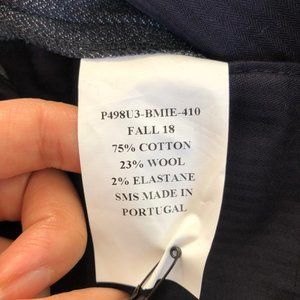 P498U3-BMIE-410
FALL 18
75% COTTON
23% WOOL
2% ELASTANE
SMS MADE IN
PORTUGAL